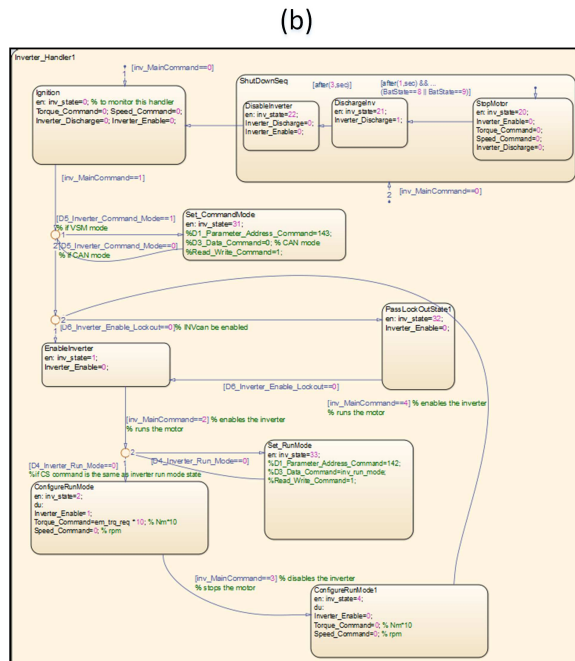 (b)
Inverter_Handler1
[inv_MainCommand==0]
1
Ignition
en: inv_state=0; % to monitor this handler
Torque_Command=0; Speed_Command=0;
Inverter_Discharge=0; Inverter_Enable=0;
ShutDownSeq
[after(3,sec)]
[after(1,sec) && ...
(BatState==8 || BatState==9)]
DisableInverter
en: inv_state=22;
Inverter_Discharge=0;
Inverter_Enable=0;
DischargeInv
en: inv_state=21;
Inverter_Discharge=1;
StopMotor
en: inv_state=20;
Inverter_Enable=0;
Torque_Command=0;
Speed_Command=0;
Inverter_Discharge=0;
[inv_MainCommand=0]
2
[inv_MainCommand==1]
[D5_Inverter_Command_Mode==1]
% if VSM mode
1
2
[D5_Inverter_Command_Mode==0]
% if CAN mode
Set_CommandMode
en: inv_state=31;
%D1_Parameter_Address_Command=143;
%D3_Data_Command=0; % CAN mode
%Read_Write_Command=1;
2
1
[D6_Inverter_Enable_Lockout==0]% INVcan be enabled
PassLockOutState1
en: inv_state=32;
Inverter_Enable=0;
EnableInverter
en: inv_state=1;
Inverter_Enable=0;
[D6_Inverter_Enable_Lockout==0]
[inv_MainCommand==4] % enables the inverter
% runs the motor
[inv_MainCommand==2] % enables the inverter
% runs the motor
2
1
[D4_Inverter_Run_Mode==0]
[D4_Inverter_Run_Mode==0]
%if CS command is the same as inverter run mode state
Set_RunMode
en: inv_state=33;
%D1_Parameter_Address_Command=142;
%D3_Data_Command=inv_run_mode;
%Read_Write_Command=1;
ConfigureRunMode
en: inv_state=2;
du:
Inverter_Enable=1;
Torque_Command=em_trq_req *10; % Nm*10
Speed_Command=0; % rpm
[inv_MainCommand==3] % disables the inverter
% stops the motor
ConfigureRunMode1
en: inv_state=4;
du:
Inverter_Enable=0;
Torque_Command=0; % Nm*10
Speed_Command=0; % rpm